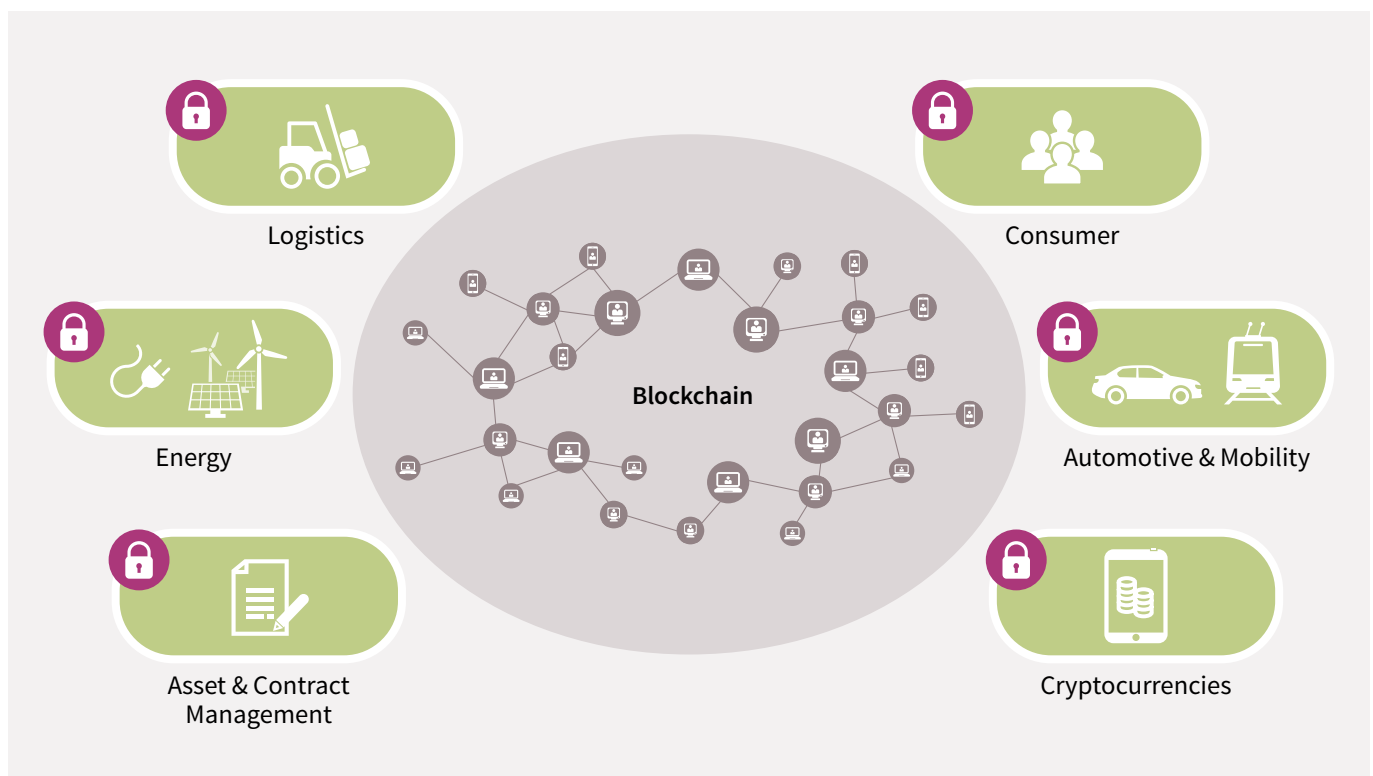 Logistics
Consumer
Blockchain
Energy
Automotive & Mobility
Asset & Contract
Management
Cryptocurrencies